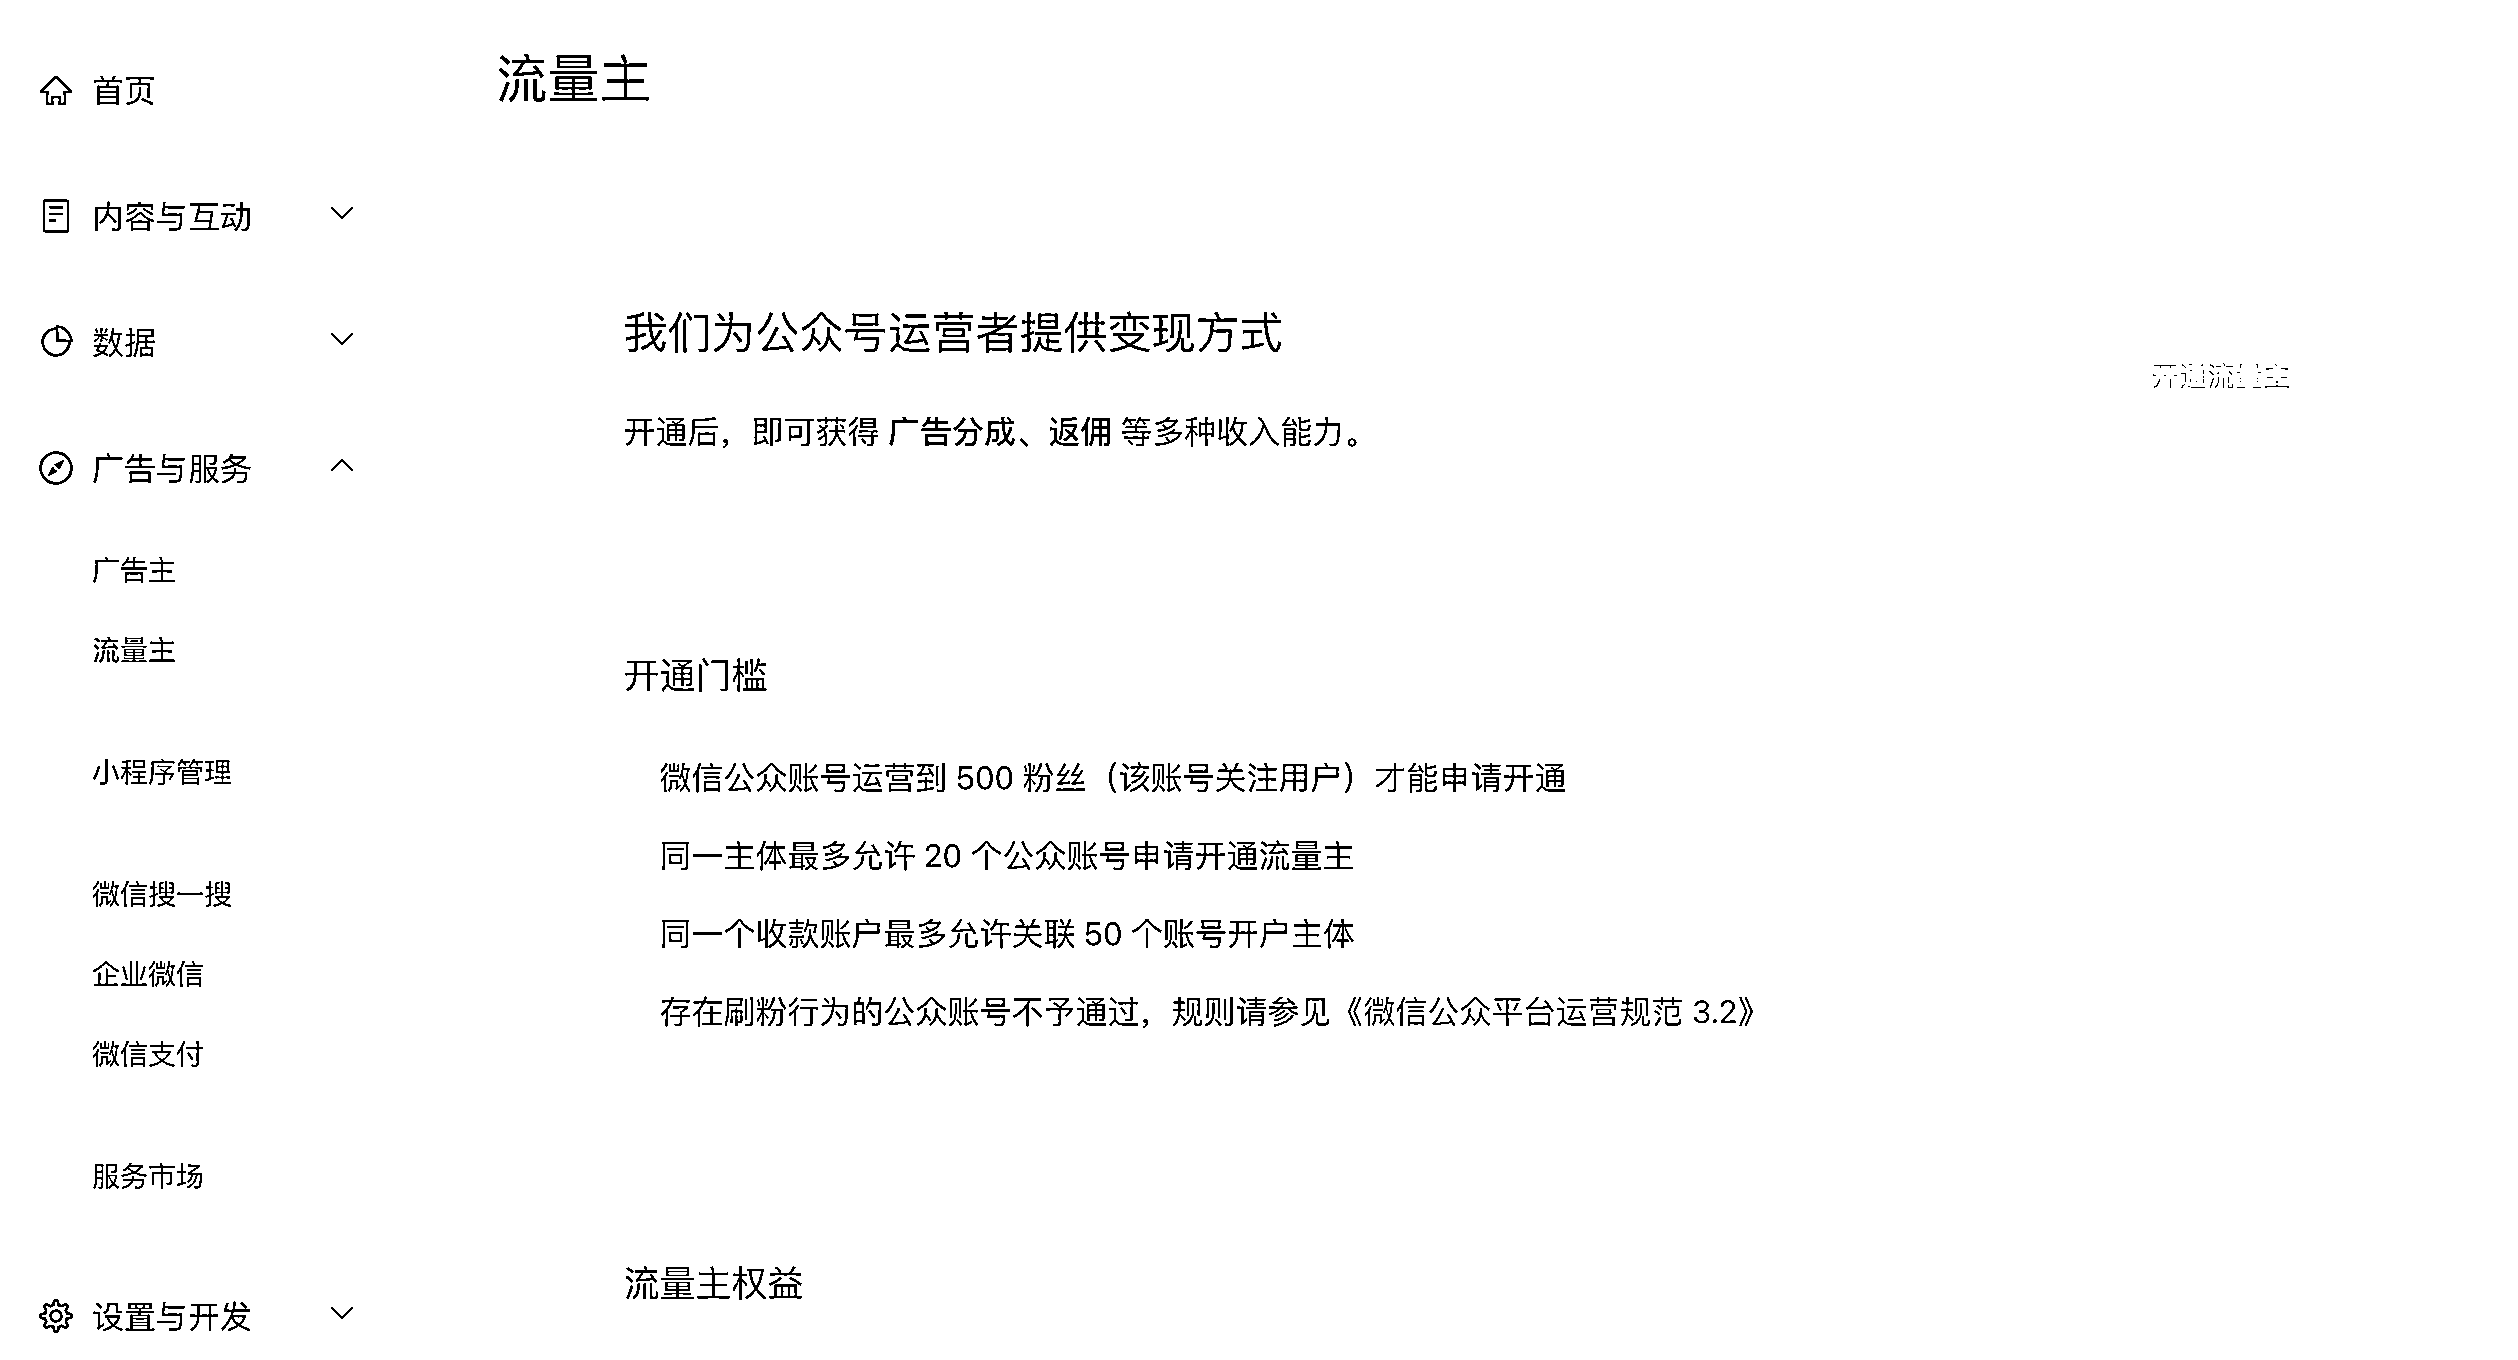 首页
内容与互动
数据
广告与服务
广告主
流量主
小程序管理
微信搜一搜
企业微信
微信支付
服务市场
设置与开发
流量主
我们为公众号运营者提供变现方式
开通后，即可获得 广告分成、返佣 等多种收入能力。
开通流量主
开通门槛
微信公众账号运营到 500 粉丝（该账号关注用户）才能申请开通
同一主体最多允许 20 个公众账号申请开通流量主
同一个收款账户最多允许关联 50 个账号开户主体
存在刷粉行为的公众账号不予通过，规则请参见《微信公众平台运营规范 3.2》
流量主权益